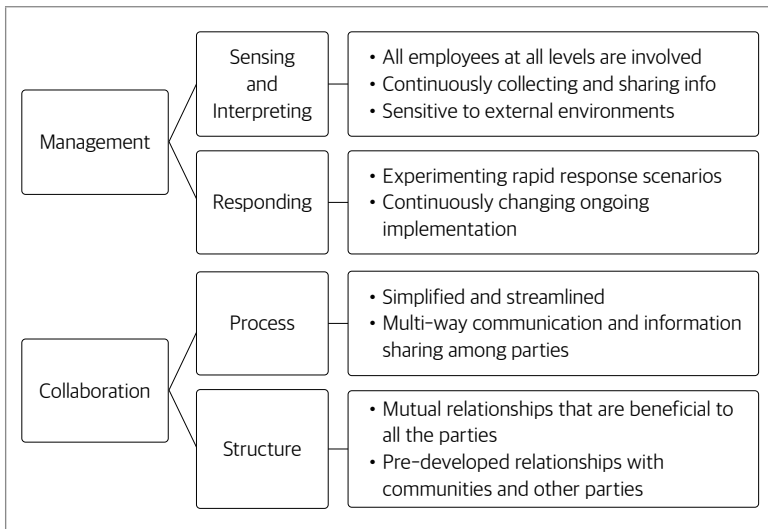 Management
Sensing
and
Interpreting
• All employees at all levels are involved
• Continuously collecting and sharing info
• Sensitive to external environments
Responding
• Experimenting rapid response scenarios
• Continuously changing ongoing
implementation
Collaboration
Process
• Simplified and streamlined
• Multi-way communication and information
sharing among parties
Structure
• Mutual relationships that are beneficial to
all the parties
• Pre-developed relationships with
communities and other parties